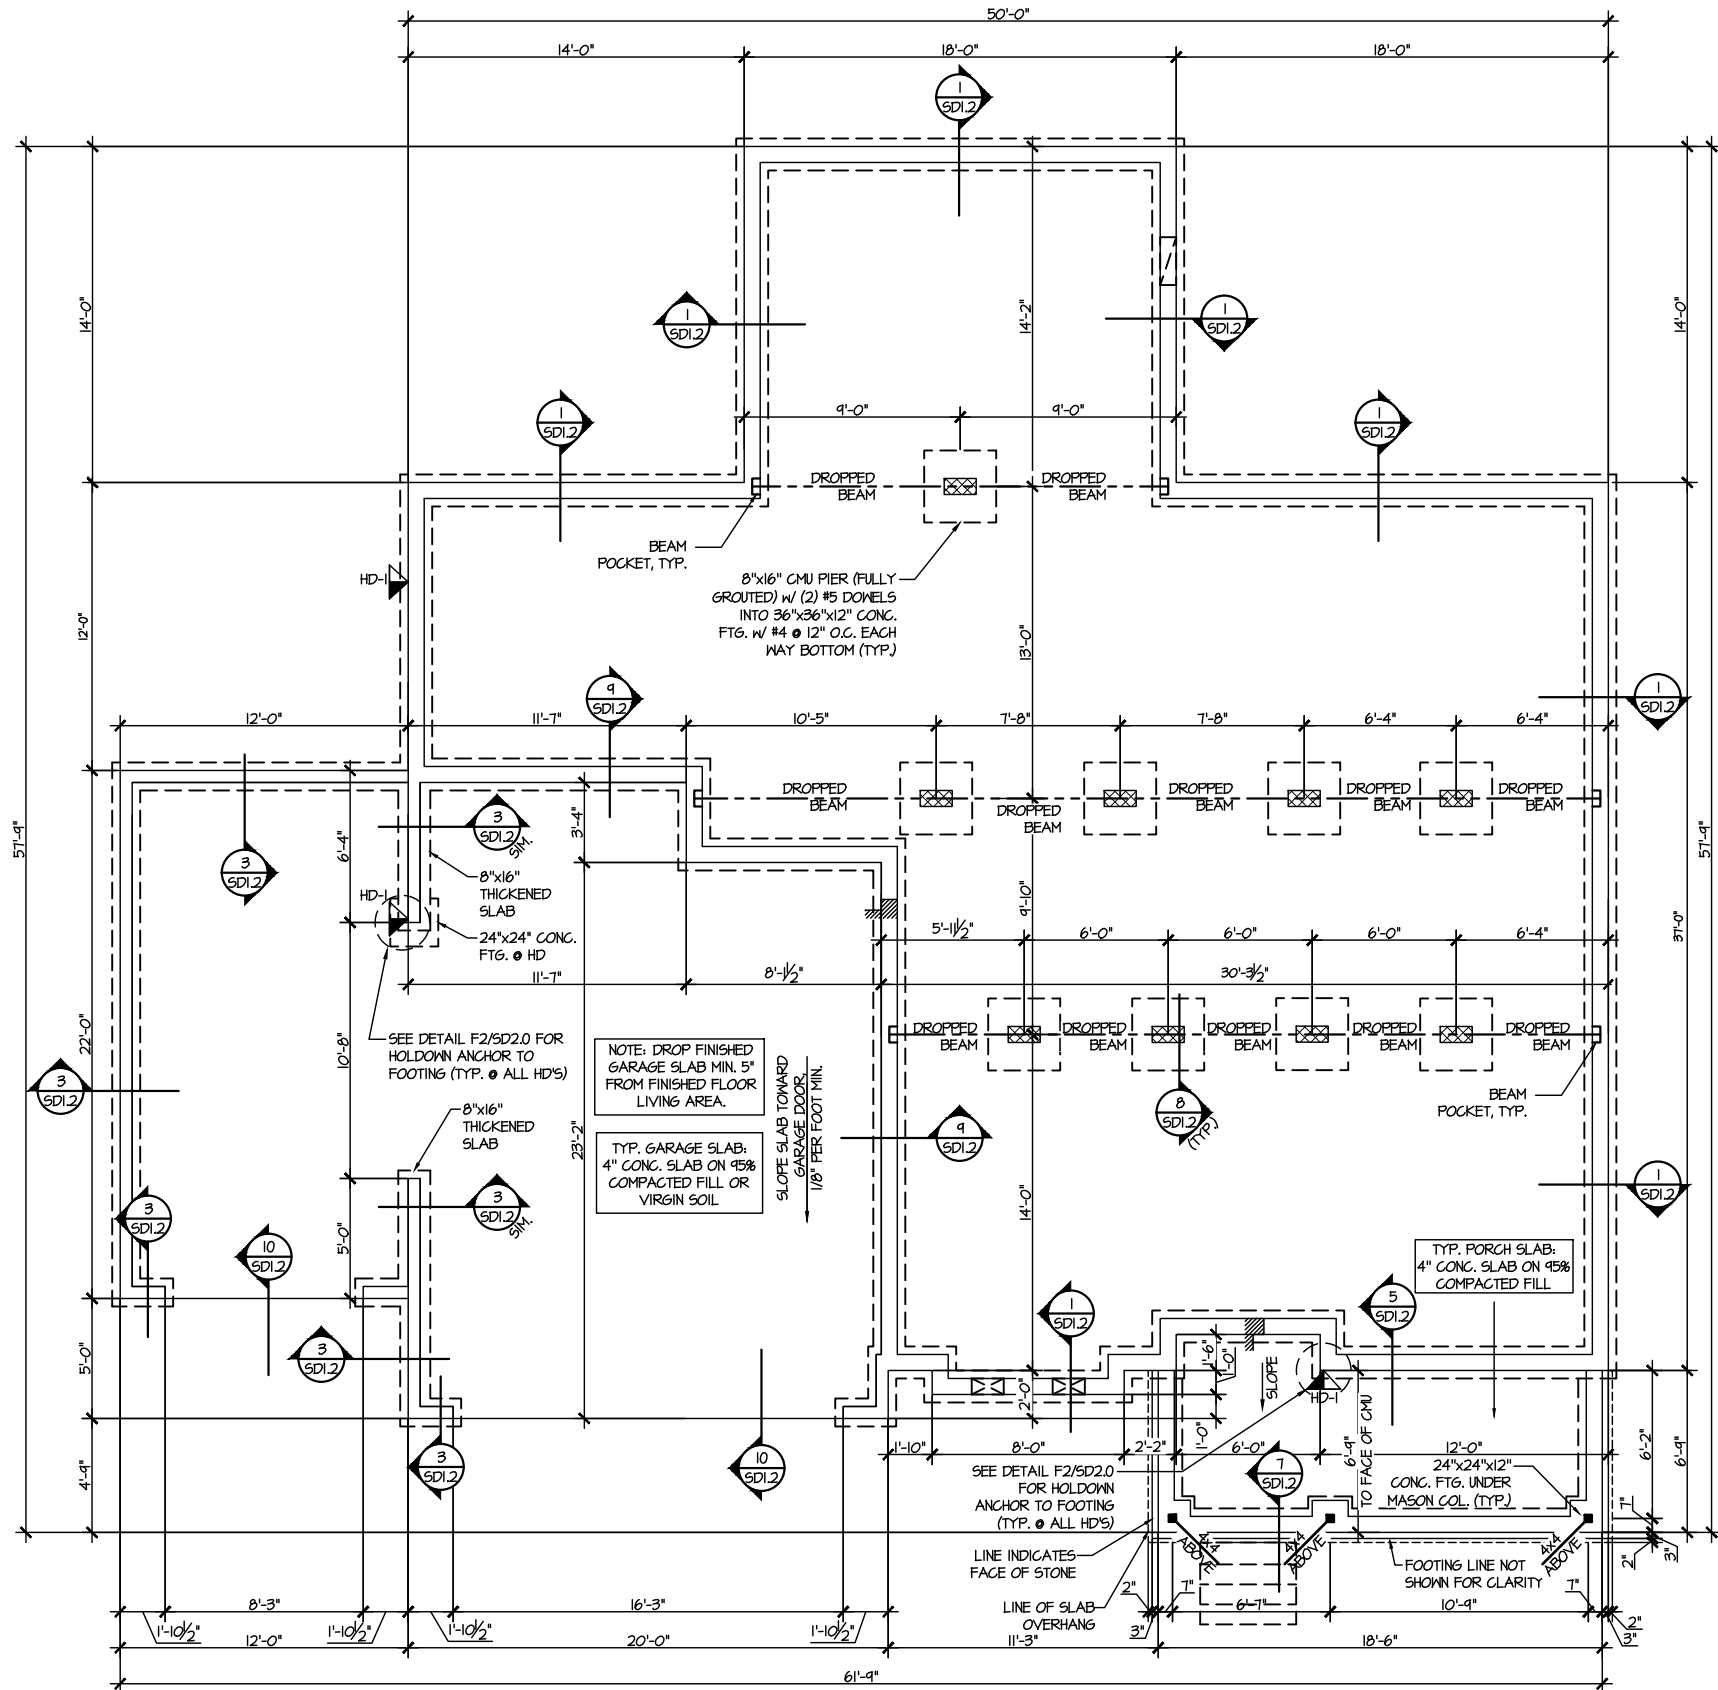 50'-0"
14'-0"
18'-0"
18'-0"
1
SD1.2
14'-0"
1
SD1.2
14'-2"
1
SD1.2
14'-0"
1
SD1.2
9'-0"
9'-0"
1
SD1.2
DROPPED
BEAM
DROPPED
BEAM
BEAM
POCKET, TYP.
HD-1
8"x16" CMU PIER (FULLY
GROUTED) W/ (2) #5 DOWELS
INTO 36"x36"x12" CONC.
FTG. W/ #4 @ 12" O.C. EACH
WAY BOTTOM (TYP.)
12'-0"
13'-0"
9
SD1.2
1
SD1.2
12'-0"
11'-7"
10'-5"
7'-8"
7'-8"
6'-4"
6'-4"
57'-9"
57'-9"
DROPPED
BEAM
DROPPED
BEAM
DROPPED
BEAM
DROPPED
BEAM
DROPPED
BEAM
3
SD1.2
SIM.
3'-4"
6'-4"
3
SD1.2
8"x16"
THICKENED
SLAB
HD-1
24"x24" CONC.
FTG. @ HD
9'-10"
37'-0"
5'-11 1/2"
6'-0"
6'-0"
6'-0"
6'-4"
11'-7"
8'-1 1/2"
30'-3 1/2"
22'-0"
10'-8"
SEE DETAIL F2/SD2.0 FOR
HOLDOWN ANCHOR TO
FOOTING (TYP. @ ALL HD'S)
NOTE: DROP FINISHED
GARAGE SLAB MIN. 5"
FROM FINISHED FLOOR
LIVING AREA.
SLOPE SLAB TOWARD
GARAGE DOOR,
1/8" PER FOOT MIN.
DROPPED
BEAM
DROPPED
BEAM
DROPPED
BEAM
DROPPED
BEAM
DROPPED
BEAM
3
SD1.2
8"x16"
THICKENED
SLAB
23'-2"
TYP. GARAGE SLAB:
4" CONC. SLAB ON 95%
COMPACTED FILL OR
VIRGIN SOIL
9
SD1.2
8
SD1.2
(TYP.)
BEAM
POCKET, TYP.
14'-0"
1
SD1.2
3
SD1.2
SIM.
3
SD1.2
10
SD1.2
5'-0"
TYP. PORCH SLAB:
4" CONC. SLAB ON 95%
COMPACTED FILL
1
SD1.2
5
SD1.2
3
SD1.2
5'-0"
1'-6"
1'-0"
SLOPE
HD-1
2'-0"
1'-0"
6'-9"
TO FACE OF CMU
6'-2"
6'-9"
4'-9"
3
SD1.2
10
SD1.2
1'-10"
8'-0"
2'-2"
6'-0"
12'-0"
7
SD1.2
SEE DETAIL F2/SD2.0
FOR HOLDOWN
ANCHOR TO FOOTING
(TYP. @ ALL HD'S)
24"x24"x12"
CONC. FTG. UNDER
MASON COL. (TYP.)
7"
3"
2"
4x4
ABOVE
4x4
ABOVE
4x4
ABOVE
LINE INDICATES
FACE OF STONE
FOOTING LINE NOT
SHOWN FOR CLARITY
LINE OF SLAB
OVERHANG
2"
7"
6'-7"
10'-9"
7"
2"
3"
3"
8'-3"
16'-3"
1'-10 1/2"
1'-10 1/2"
1'-10 1/2"
1'-10 1/2"
12'-0"
20'-0"
11'-3"
18'-6"
61'-9"